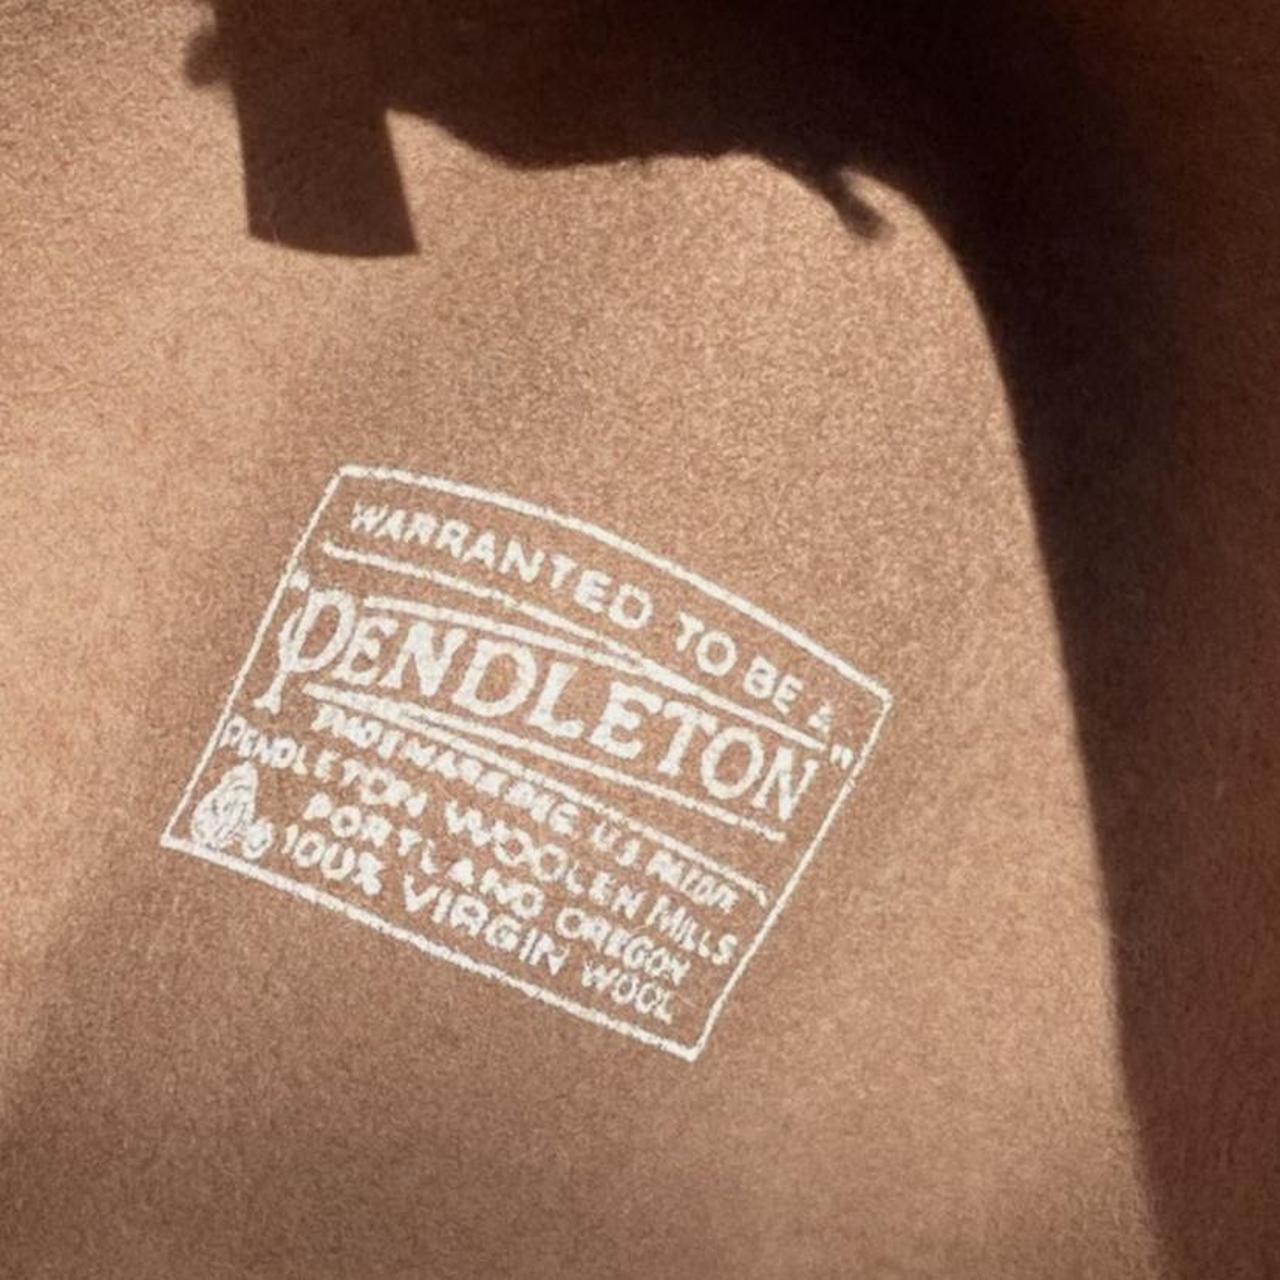 WARRANTED TO BE A
"PENDLETON"
TRADEMARK REG U.S PAT.OFF.
PENDLETON WOOLEN MILLS
PORTLAND OREGON
100% VIRGIN WOOL